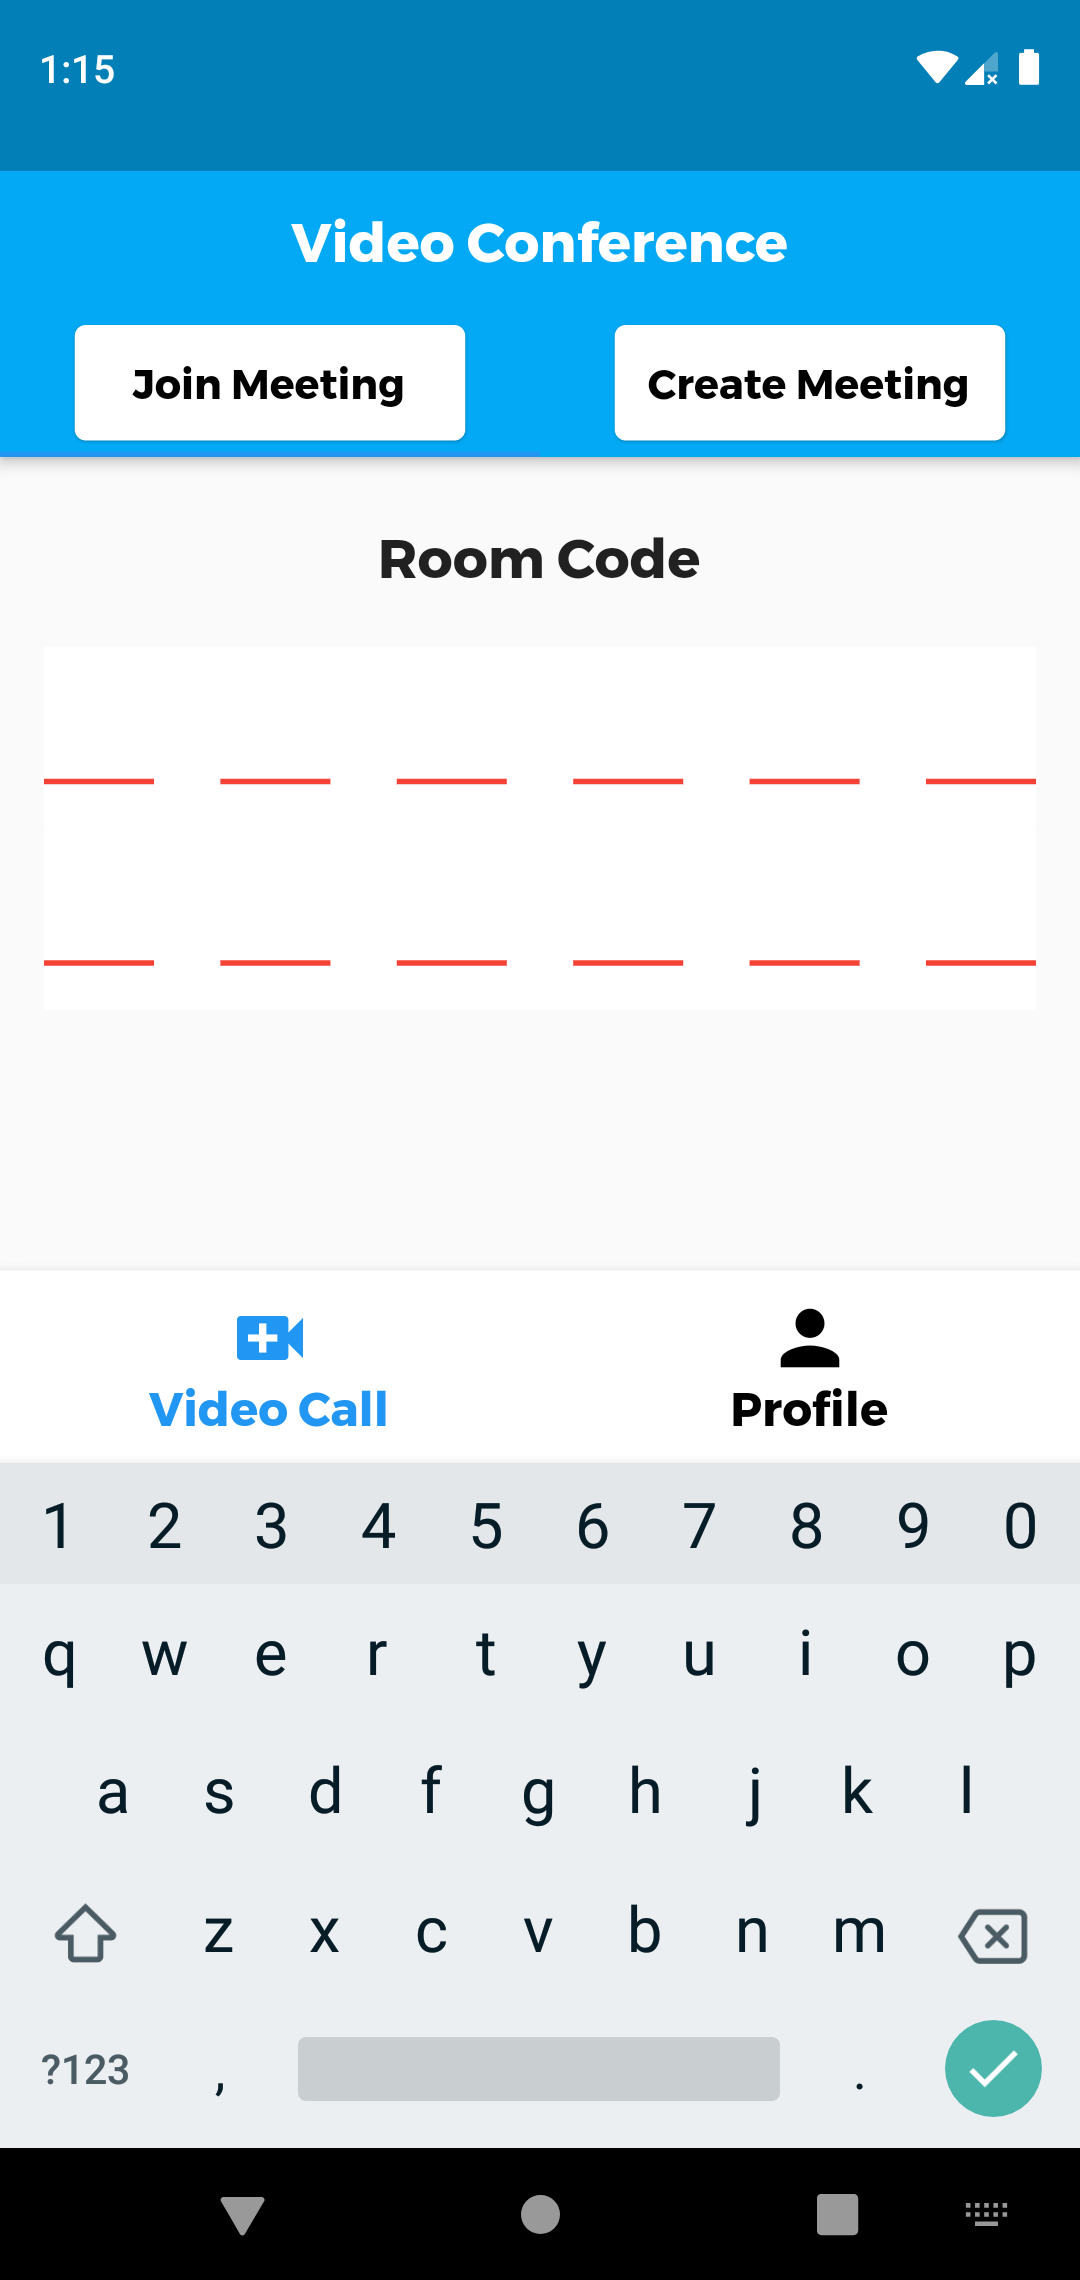 1:15
Video Conference
Join Meeting
Create Meeting
Room Code
Video Call
Profile
1 2 3 4 5 6 7 8 9 0
q w e r t y u i o p
a s d f g h j k l
z x c v b n m
?123 , .